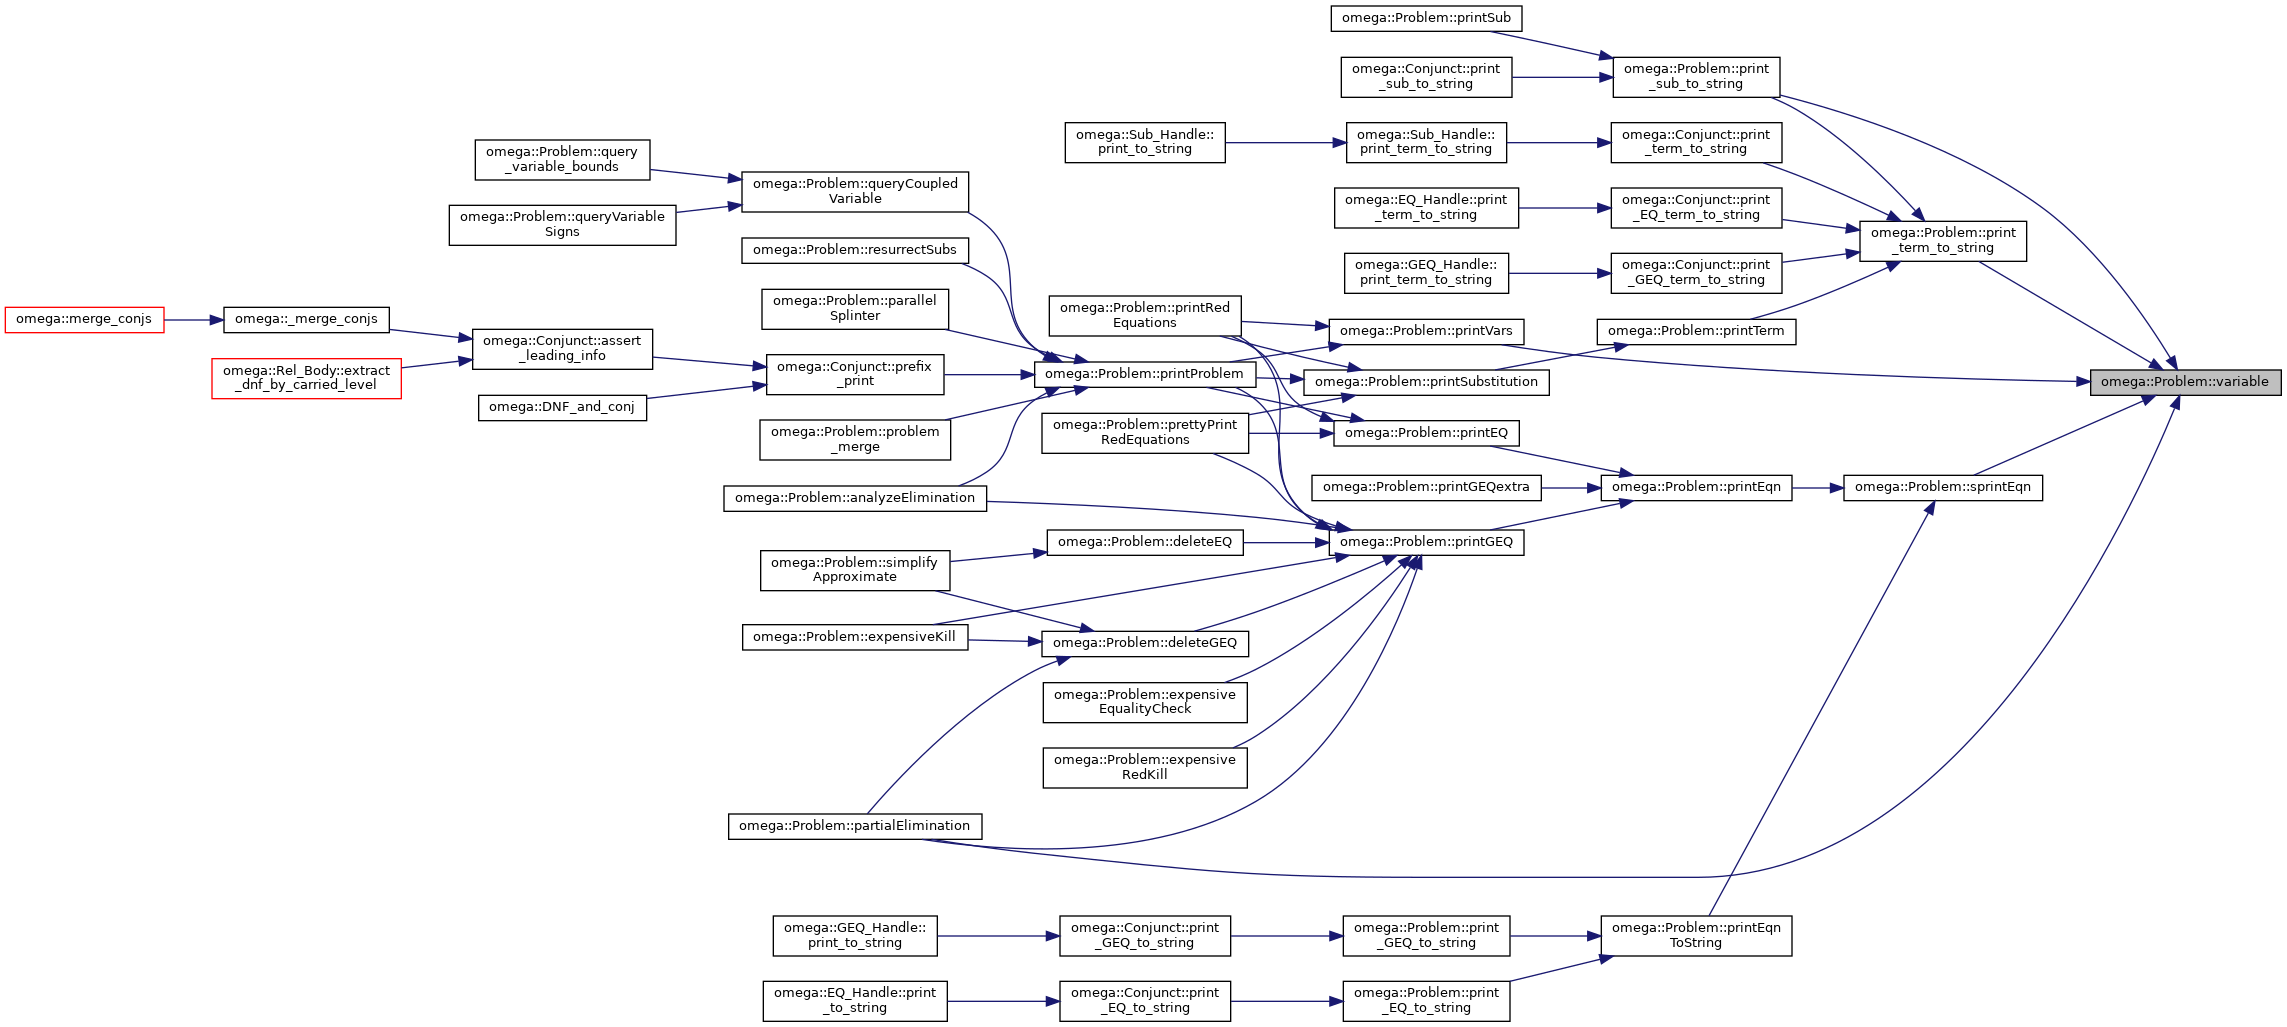 omega::Problem::printSub
omega::Conjunct::print
_sub_to_string
omega::Problem::print
_sub_to_string
omega::Sub_Handle::
print_to_string
omega::Sub_Handle::
print_term_to_string
omega::Conjunct::print
_term_to_string
omega::Problem::query
_variable_bounds
omega::Problem::queryCoupled
Variable
omega::Problem::queryVariable
Signs
omega::EQ_Handle::print
_term_to_string
omega::Conjunct::print
_EQ_term_to_string
omega::Problem::print
_term_to_string
omega::Problem::resurrectSubs
omega::GEQ_Handle::
print_term_to_string
omega::Conjunct::print
_GEQ_term_to_string
omega::Problem::parallel
Splinter
omega::Problem::printRed
Equations
omega::merge_conjs
omega::_merge_conjs
omega::Problem::printVars
omega::Problem::printTerm
omega::Conjunct::assert
_leading_info
omega::Rel_Body::extract
_dnf_by_carried_level
omega::Conjunct::prefix
_print
omega::Problem::printProblem
omega::Problem::printSubstitution
omega::Problem::variable
omega::DNF_and_conj
omega::Problem::problem
_merge
omega::Problem::prettyPrint
RedEquations
omega::Problem::printEQ
omega::Problem::analyzeElimination
omega::Problem::printGEQextra
omega::Problem::printEqn
omega::Problem::sprintEqn
omega::Problem::deleteEQ
omega::Problem::printGEQ
omega::Problem::simplify
Approximate
omega::Problem::expensiveKill
omega::Problem::deleteGEQ
omega::Problem::expensive
EqualityCheck
omega::Problem::expensive
RedKill
omega::Problem::partialElimination
omega::GEQ_Handle::
print_to_string
omega::Conjunct::print
_GEQ_to_string
omega::Problem::print
_GEQ_to_string
omega::Problem::printEqn
ToString
omega::EQ_Handle::print
_to_string
omega::Conjunct::print
_EQ_to_string
omega::Problem::print
_EQ_to_string